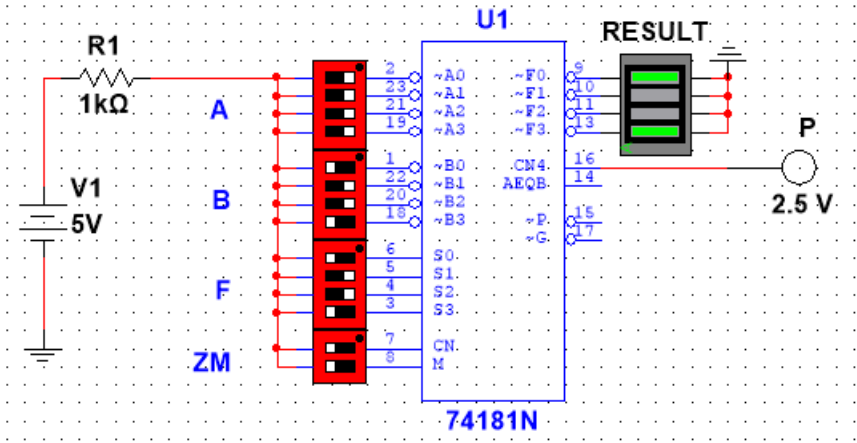 U1
RESULT
R1
1kΩ
A
V1
5V
B
F
ZM
2 ~A0 ~F0 9
23 ~A1 ~F1 10
21 ~A2 ~F2 11
19 ~A3 ~F3 13
1 ~B0 CN4 16
22 ~B1 AEQB 14
20 ~B2
18 ~B3 ~P 15
~G 17
6 S0
5 S1
4 S2
3 S3
7 CN
8 M
P
2.5 V
74181N